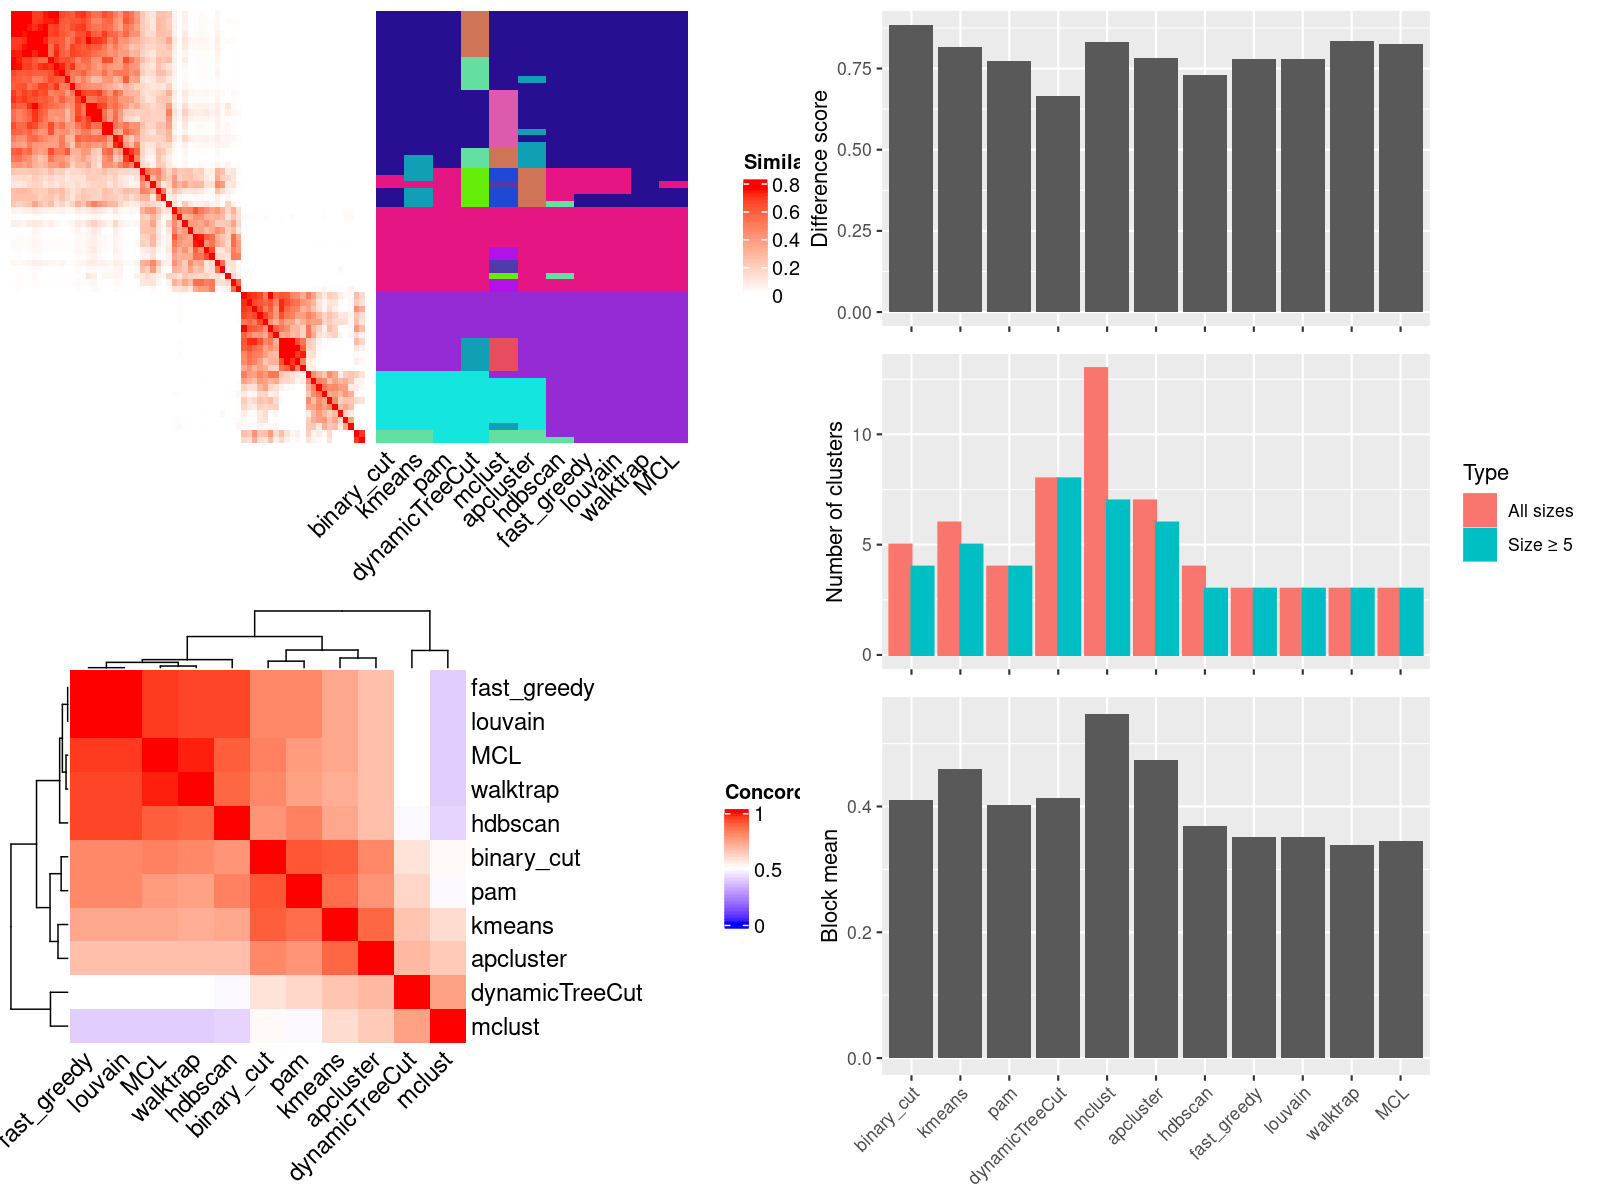 Simila
0.8
0.6
0.4
0.2
0
binary_cut
kmeans
pam
dynamicTreeCut
mclust
apcluster
hdbscan
fast_greedy
louvain
walktrap
MCL
fast_greedy
louvain
MCL
walktrap
hdbscan
binary_cut
pam
kmeans
apcluster
dynamicTreeCut
mclust
fast_greedy
louvain
MCL
walktrap
hdbscan
binary_cut
pam
kmeans
apcluster
dynamicTreeCut
mclust
Concord
1
0.5
0
Difference score
0.75
0.50
0.25
0.00
Number of clusters
10
5
0
Type
All sizes
Size ≥ 5
Block mean
0.4
0.2
0.0
binary_cut
kmeans
pam
dynamicTreeCut
mclust
apcluster
hdbscan
fast_greedy
louvain
walktrap
MCL